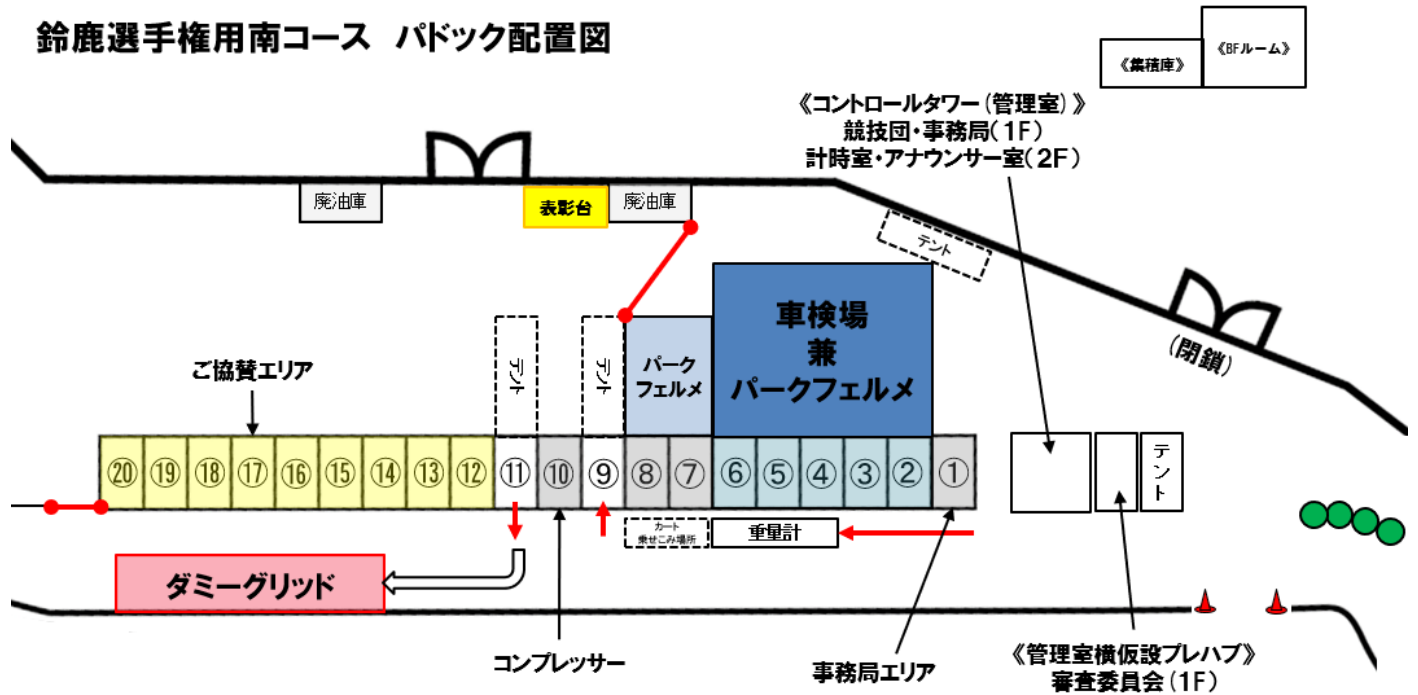 鈴鹿選手権用南コース パドック配置図
《BFルーム》
《集積庫》
《コントロールタワー(管理室)》
競技団・事務局(1F)
計時室・アナウンサー室(2F)
廃油庫
表彰台
廃油庫
テント
(閉鎖)
車検場
兼
パークフェルメ
パーク
フェルメ
テント
テント
ご協賛エリア
⑳ ⑲ ⑱ ⑰ ⑯ ⑮ ⑭ ⑬ ⑫ ⑪ ⑩ ⑨ ⑧ ⑦ ⑥ ⑤ ④ ③ ② ①
テント
カート
乗せこみ場所
重量計
ダミーグリッド
コンプレッサー
事務局エリア
《管理室横仮設プレハブ》
審査委員会(1F)